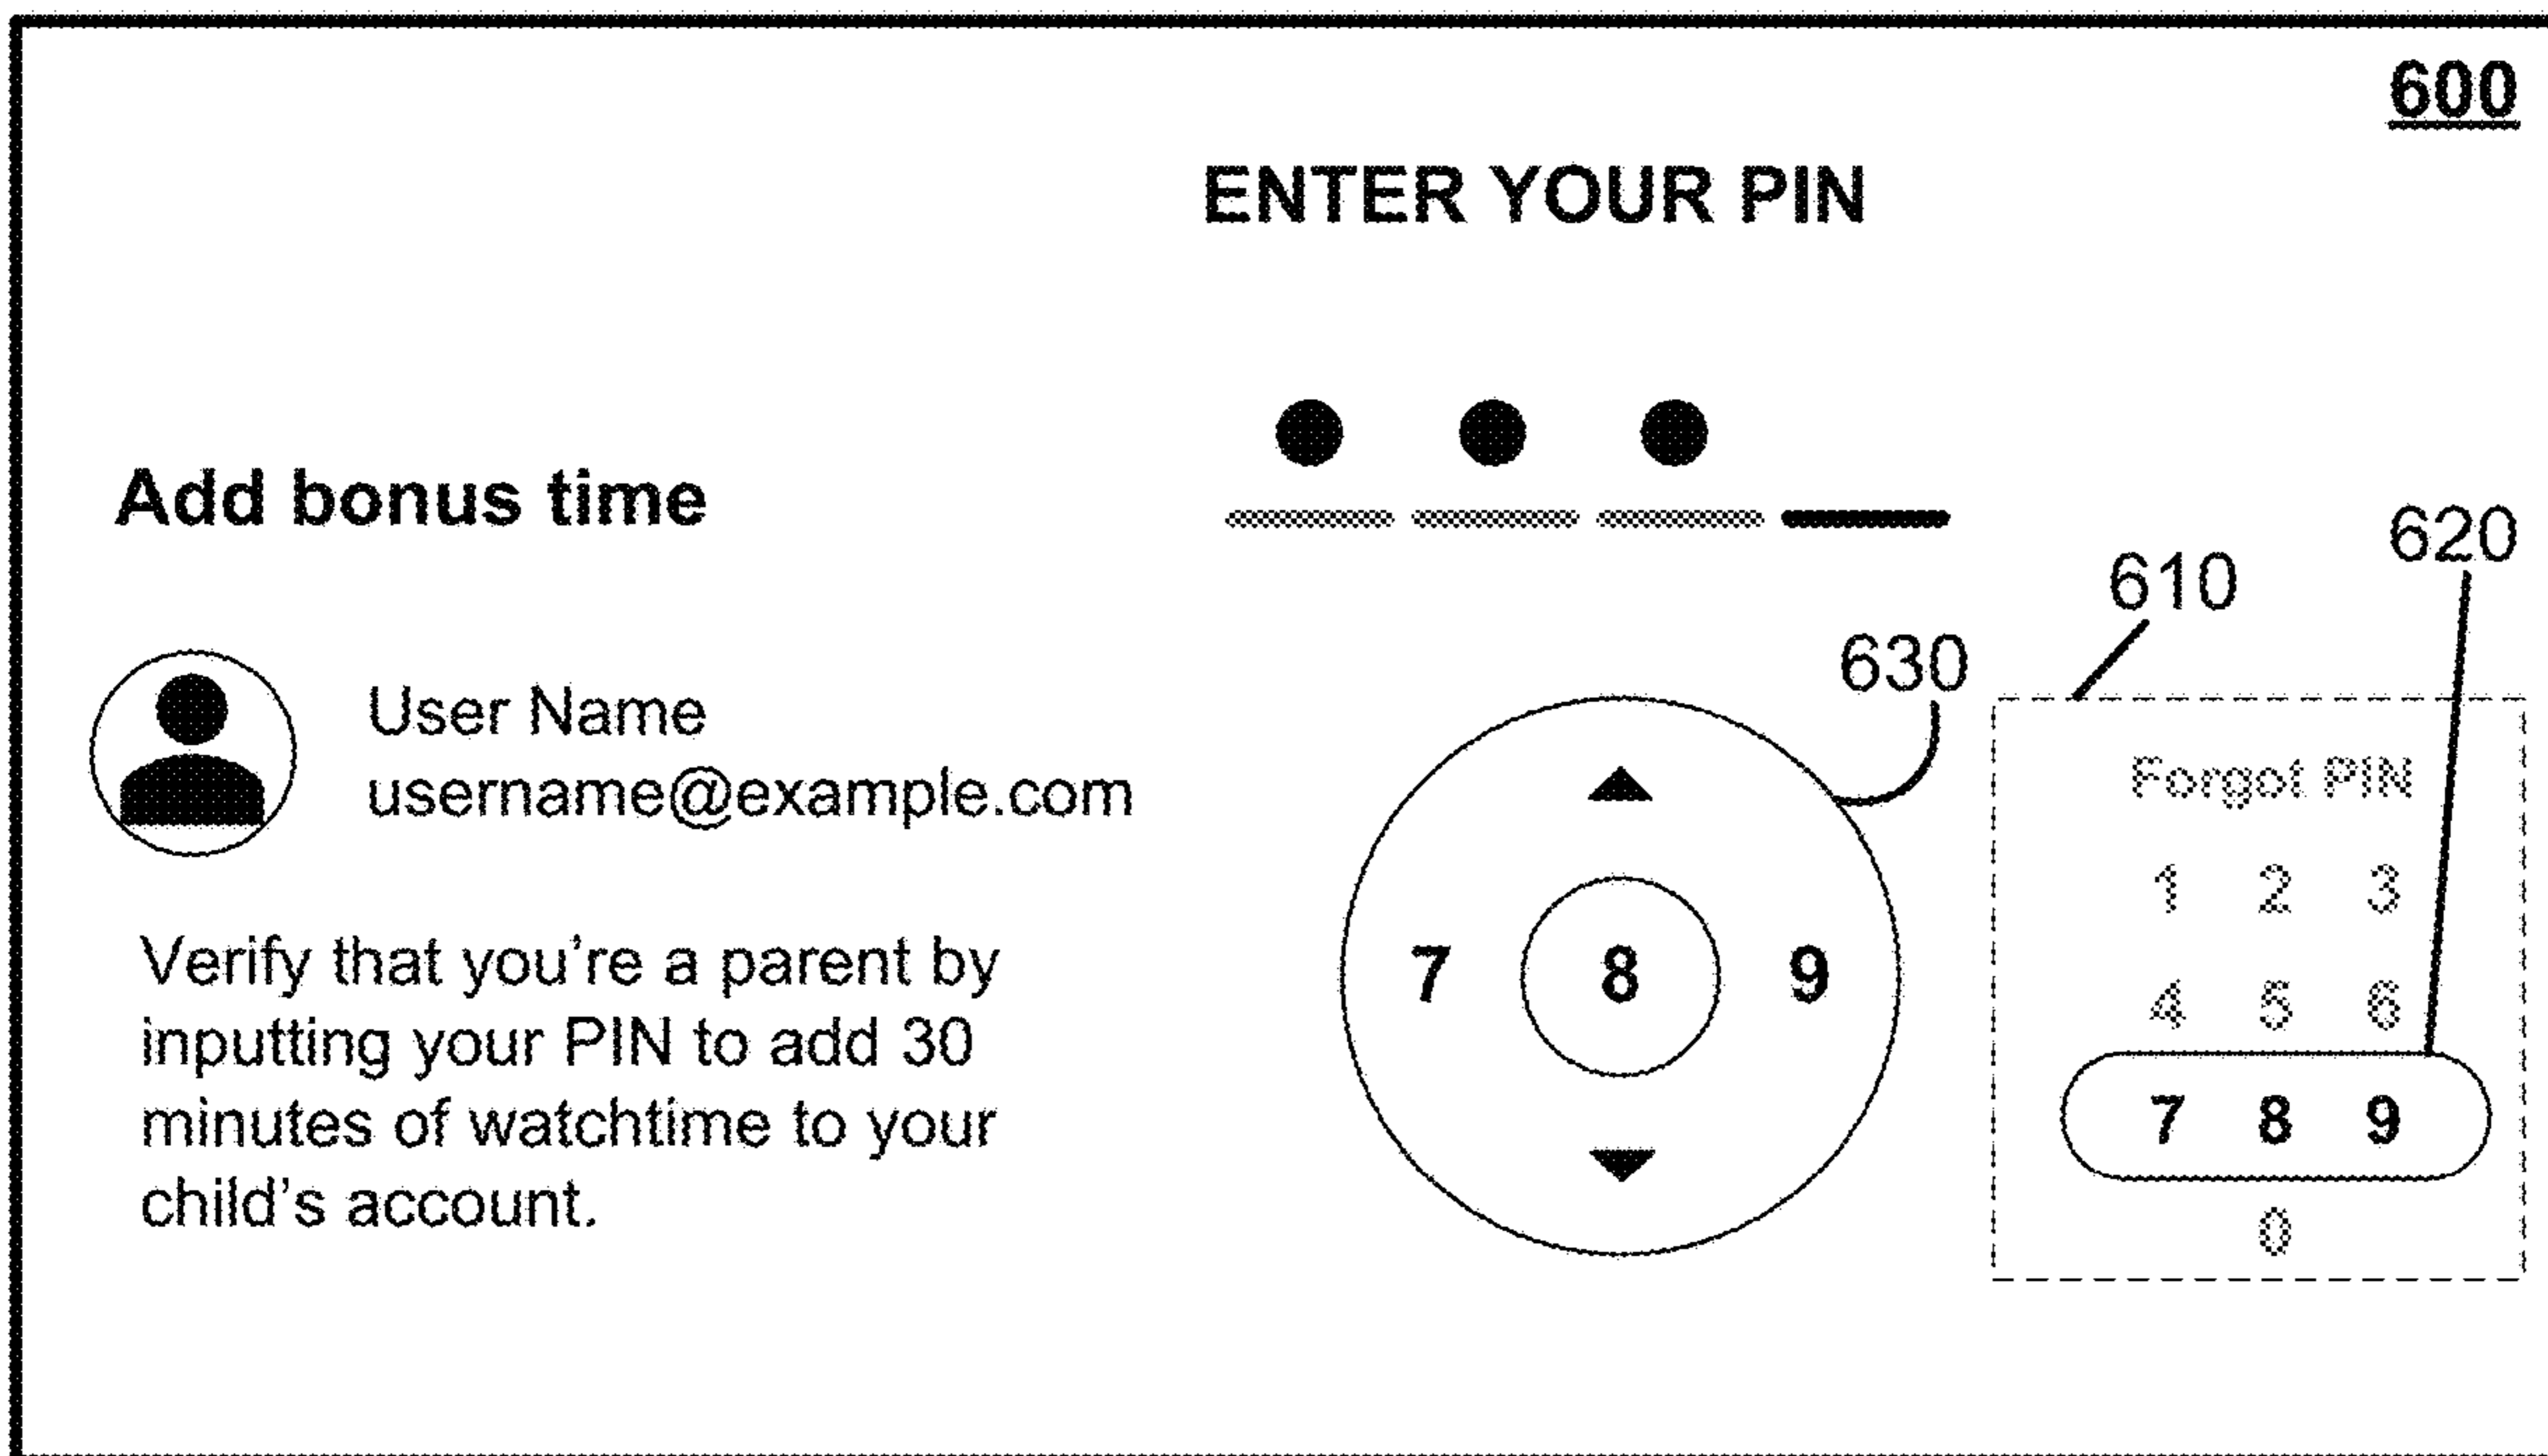 600
ENTER YOUR PIN
Add bonus time
620
610
630
User Name
username@example.com
Forgot PIN
1 2 3
7 8 9
4 5 6
7 8 9
0
Verify that you're a parent by
inputting your PIN to add 30
minutes of watchtime to your
child's account.